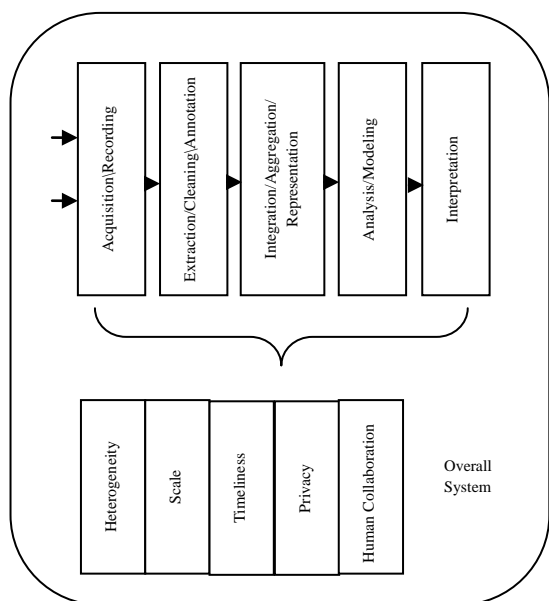 Acquisition\Recording
Extraction/Cleaning\Annotation
Integration/Aggregation/
Representation
Analysis/Modeling
Interpretation
Heterogeneity
Scale
Timeliness
Privacy
Human Collaboration
Overall
System